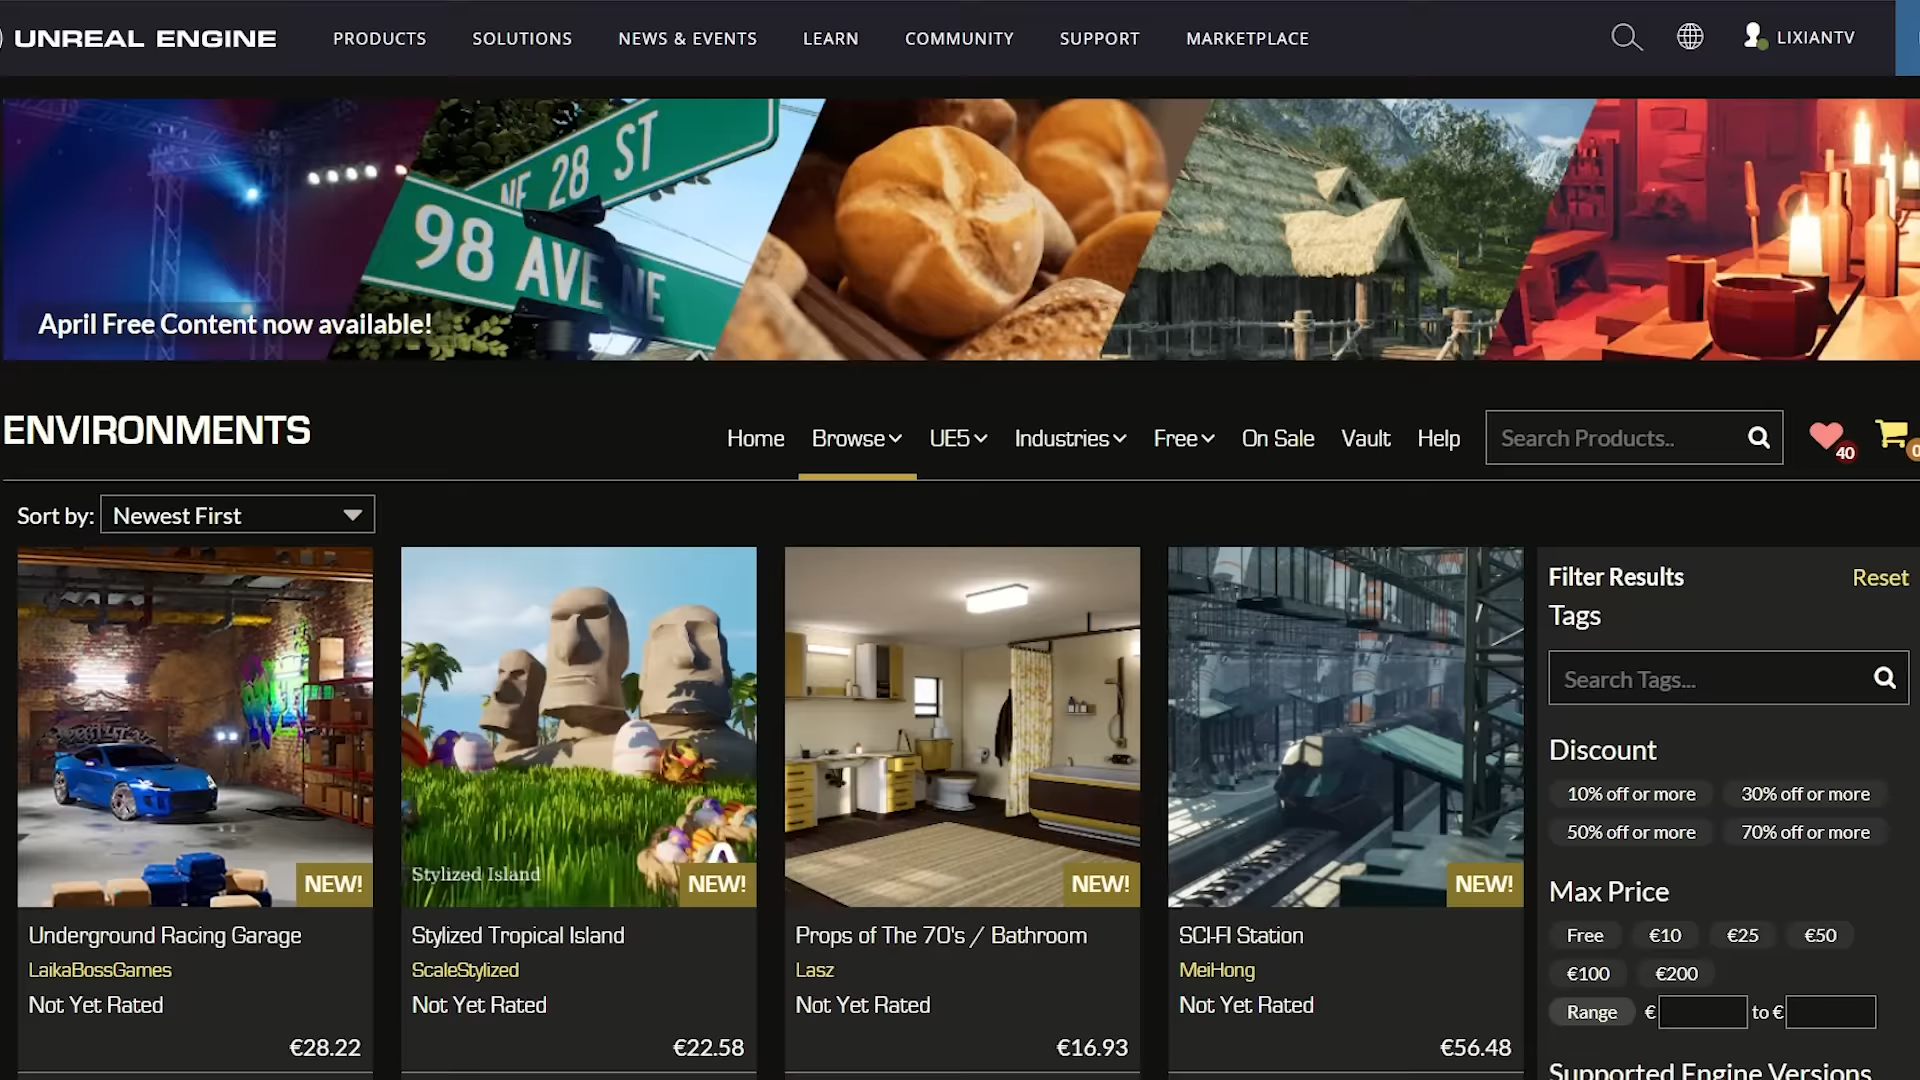 UNREAL ENGINE
PRODUCTS
SOLUTIONS
NEWS & EVENTS
LEARN
COMMUNITY
SUPPORT
MARKETPLACE
LIXIANTV
NE 28 ST
98 AVE NE
April Free Content now available!
ENVIRONMENTS
Home
Browse
UE5
Industries
Free
On Sale
Vault
Help
Search Products..
40
0
Sort by:
Newest First
Stylized Island
NEW!
NEW!
NEW!
NEW!
Underground Racing Garage
LaikaBossGames
Not Yet Rated
€28.22
Stylized Tropical Island
ScaleStylized
Not Yet Rated
€22.58
Props of The 70's / Bathroom
Lasz
Not Yet Rated
€16.93
SCI-FI Station
MeiHong
Not Yet Rated
€56.48
Filter Results
Reset
Tags
Search Tags...
Discount
10% off or more
30% off or more
50% off or more
70% off or more
Max Price
Free
€10
€25
€50
€100
€200
Range
€
to €
Supported Engine Versions